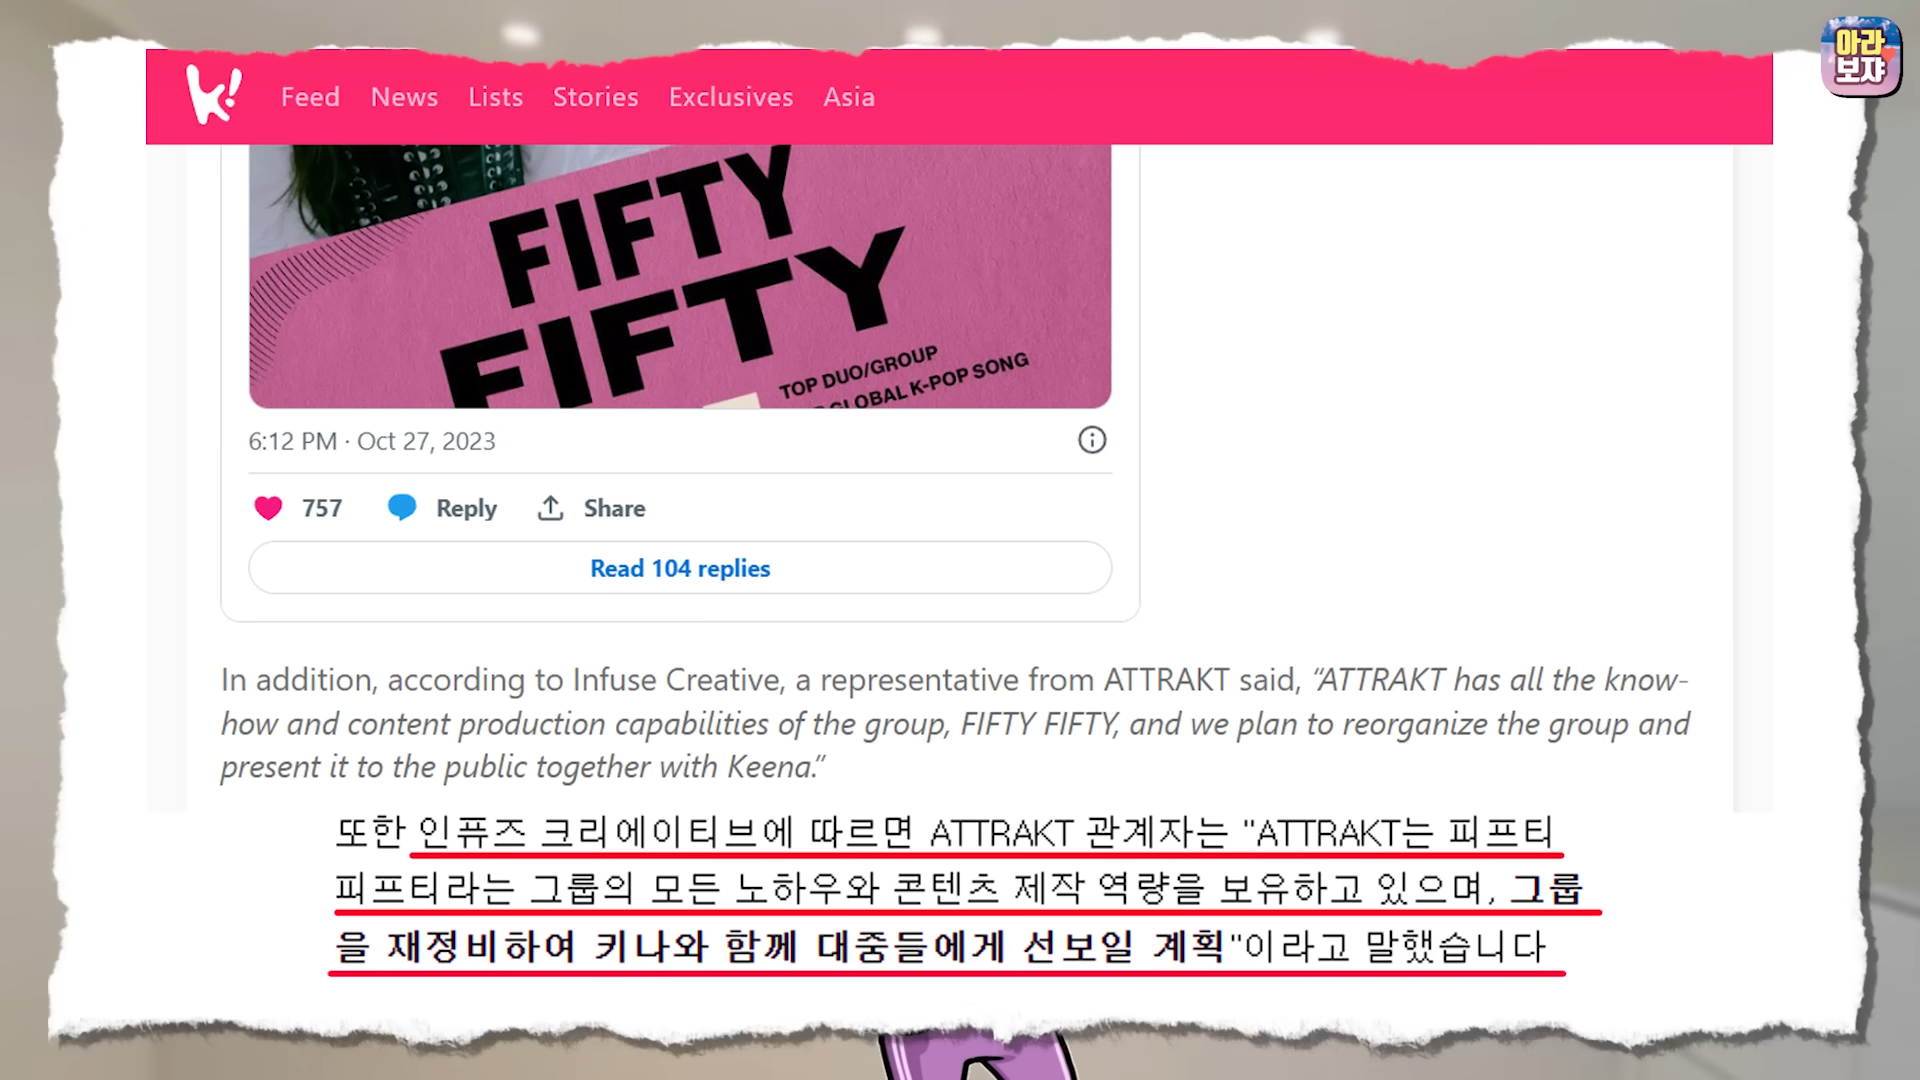 아라
보쟈
k! Feed News Lists Stories Exclusives Asia
FIFTY
FIFTY
TOP DUO/GROUP
GLOBAL K-POP SONG
6:12 PM · Oct 27, 2023
757 Reply Share
Read 104 replies
In addition, according to Infuse Creative, a representative from ATTRAKT said, “ATTRAKT has all the know-
how and content production capabilities of the group, FIFTY FIFTY, and we plan to reorganize the group and
present it to the public together with Keena.”
또한 인퓨즈 크리에이티브에 따르면 ATTRAKT 관계자는 "ATTRAKT는 피프티
피프티라는 그룹의 모든 노하우와 콘텐츠 제작 역량을 보유하고 있으며, 그룹
을 재정비하여 키나와 함께 대중들에게 선보일 계획"이라고 말했습니다